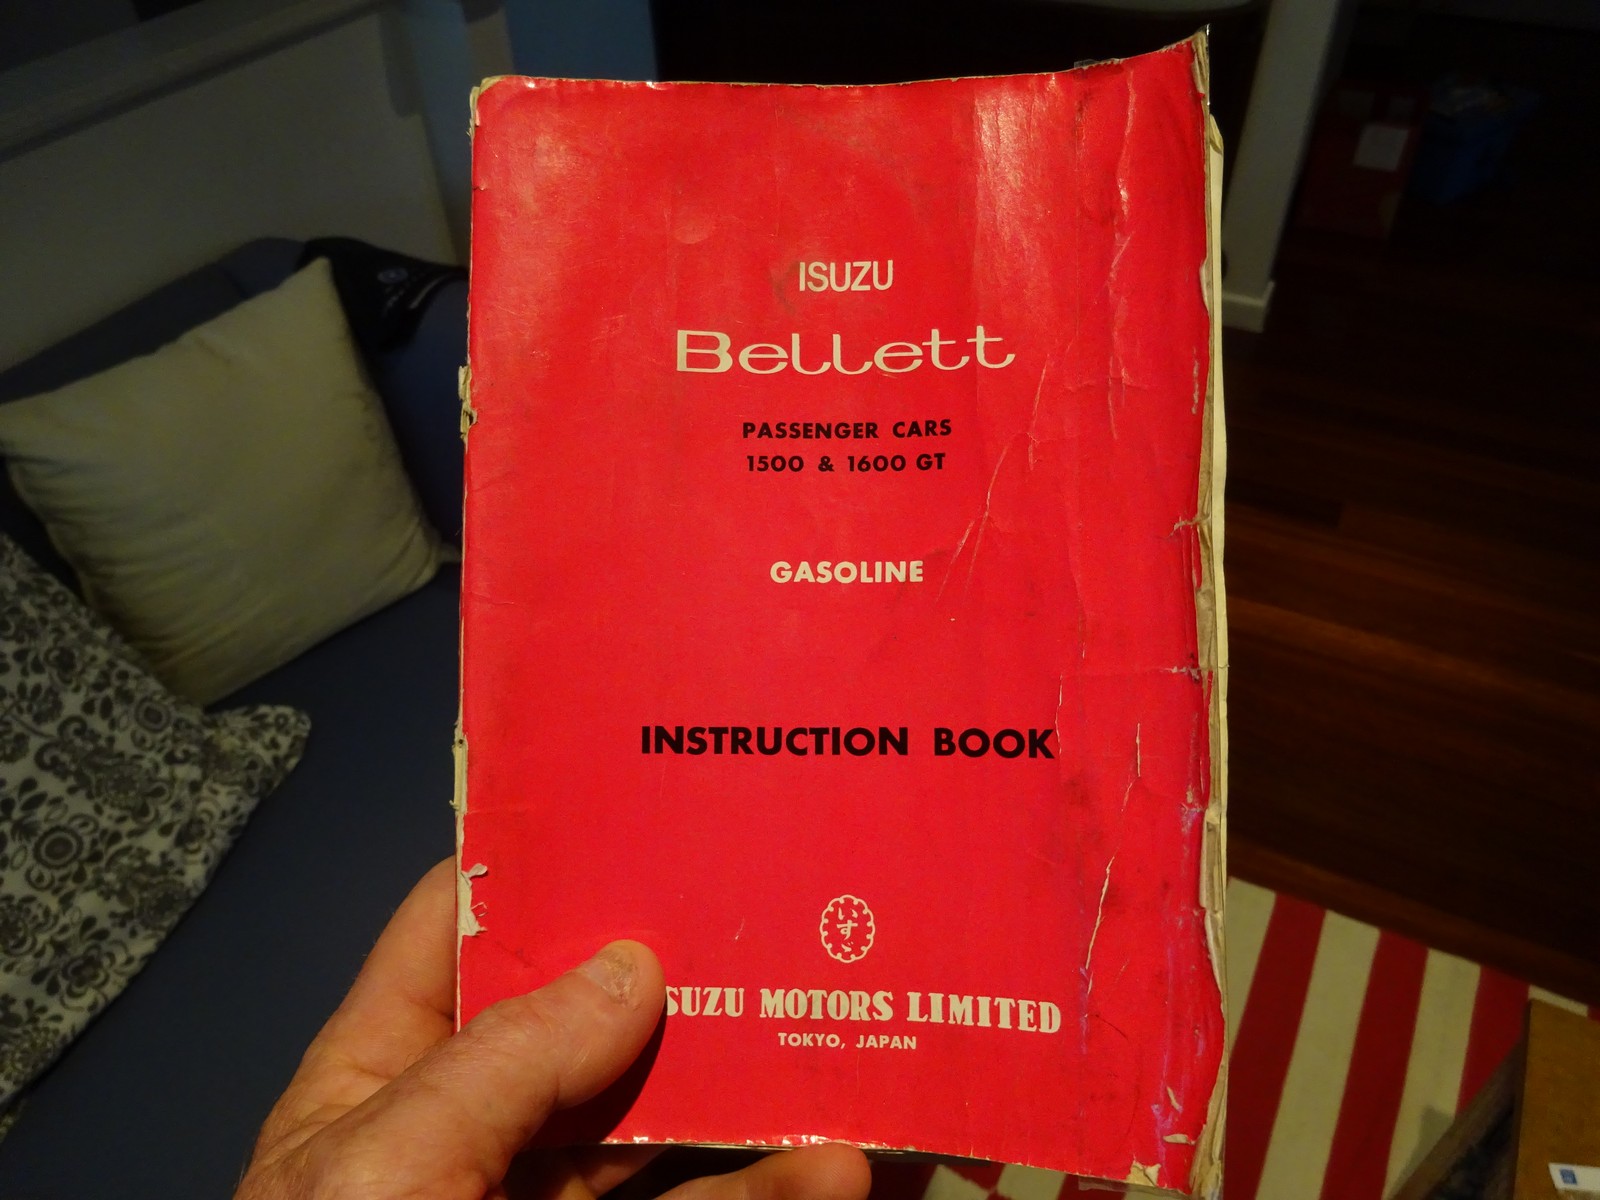 ISUZU
Bellett
PASSENGER CARS
1500 & 1600 GT
GASOLINE
INSTRUCTION BOOK
いすゞ
SUZU MOTORS LIMITED
TOKYO, JAPAN